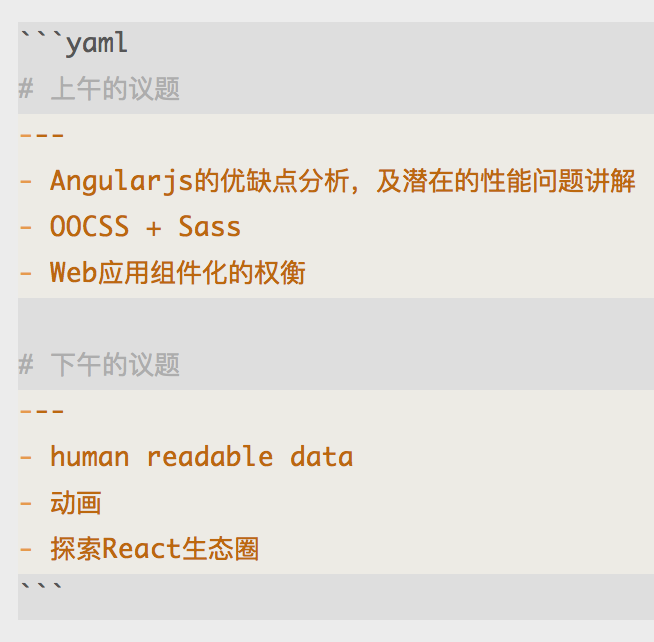 ```yaml
# 上午的议题
---
- Angularjs的优缺点分析，及潜在的性能问题讲解
- OOCSS + Sass
- Web应用组件化的权衡
# 下午的议题
---
- human readable data
- 动画
- 探索React生态圈
```